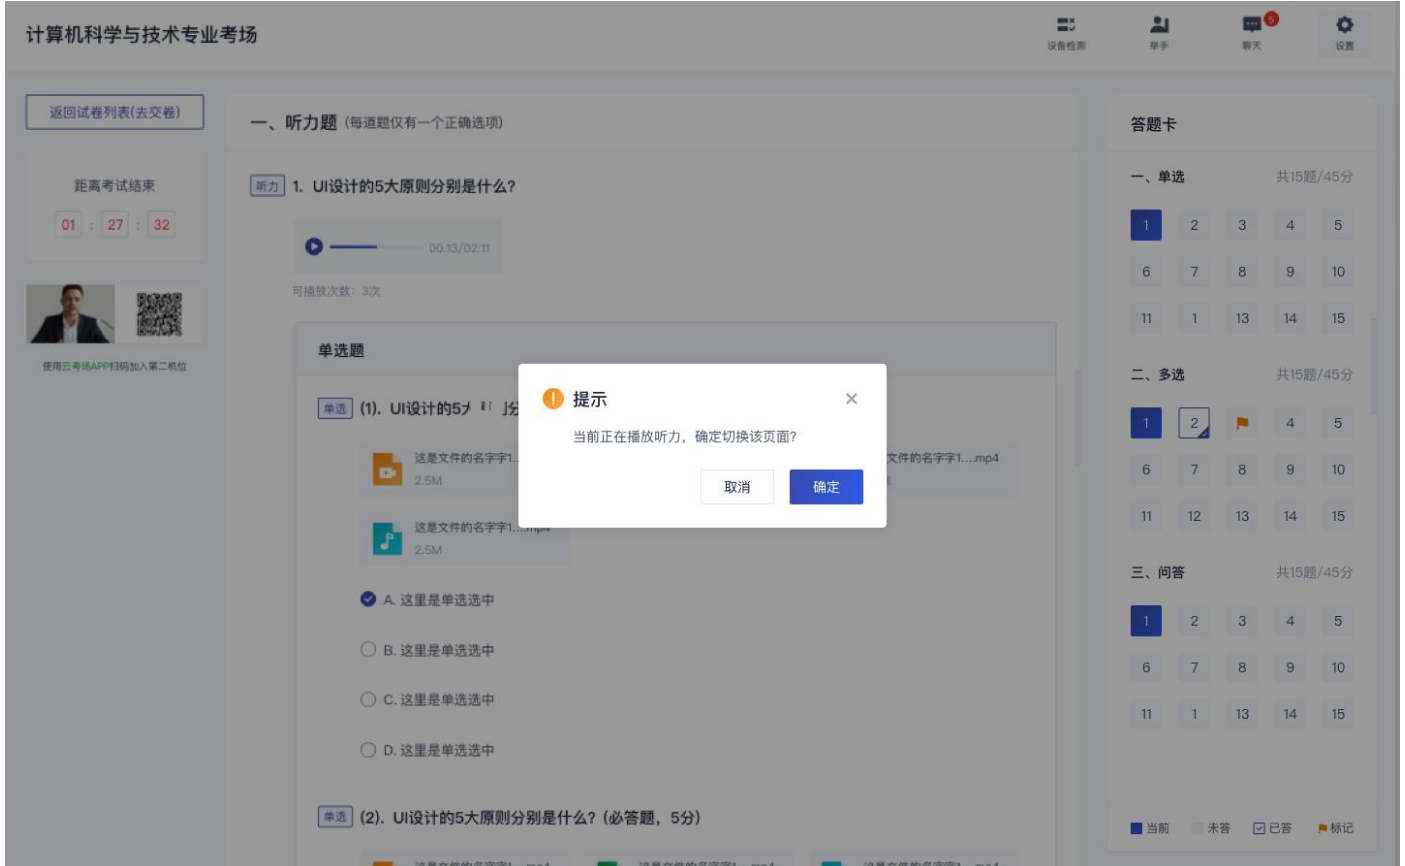 计算机科学与技术专业考场
设备检测
举手
聊天
5
设置
返回试卷列表(去交卷)
距离考试结束
01 : 27 : 32
使用云考场APP扫码加入第二机位
一、听力题（每道题仅有一个正确选项）
听力 1. UI设计的5大原则分别是什么?
00:13/02:11
可播放次数：3次
单选题
单选 (1). UI设计的5
提示
当前正在播放听力，确定切换该页面?
取消 确定
这是文件的名字字1...
2.5M
文件的名字字1....mp4
这是文件的名字字1....mp4
2.5M
A. 这里是单选选中
B. 这里是单选选中
C. 这里是单选选中
D. 这里是单选选中
单选 (2). UI设计的5大原则分别是什么?（必答题，5分）
答题卡
一、单选 共15题/45分
1 2 3 4 5
6 7 8 9 10
11 1 13 14 15
二、多选 共15题/45分
1 2 4 5
6 7 8 9 10
11 12 13 14 15
三、问答 共15题/45分
1 2 3 4 5
6 7 8 9 10
11 1 13 14 15
当前 未答 已答 标记